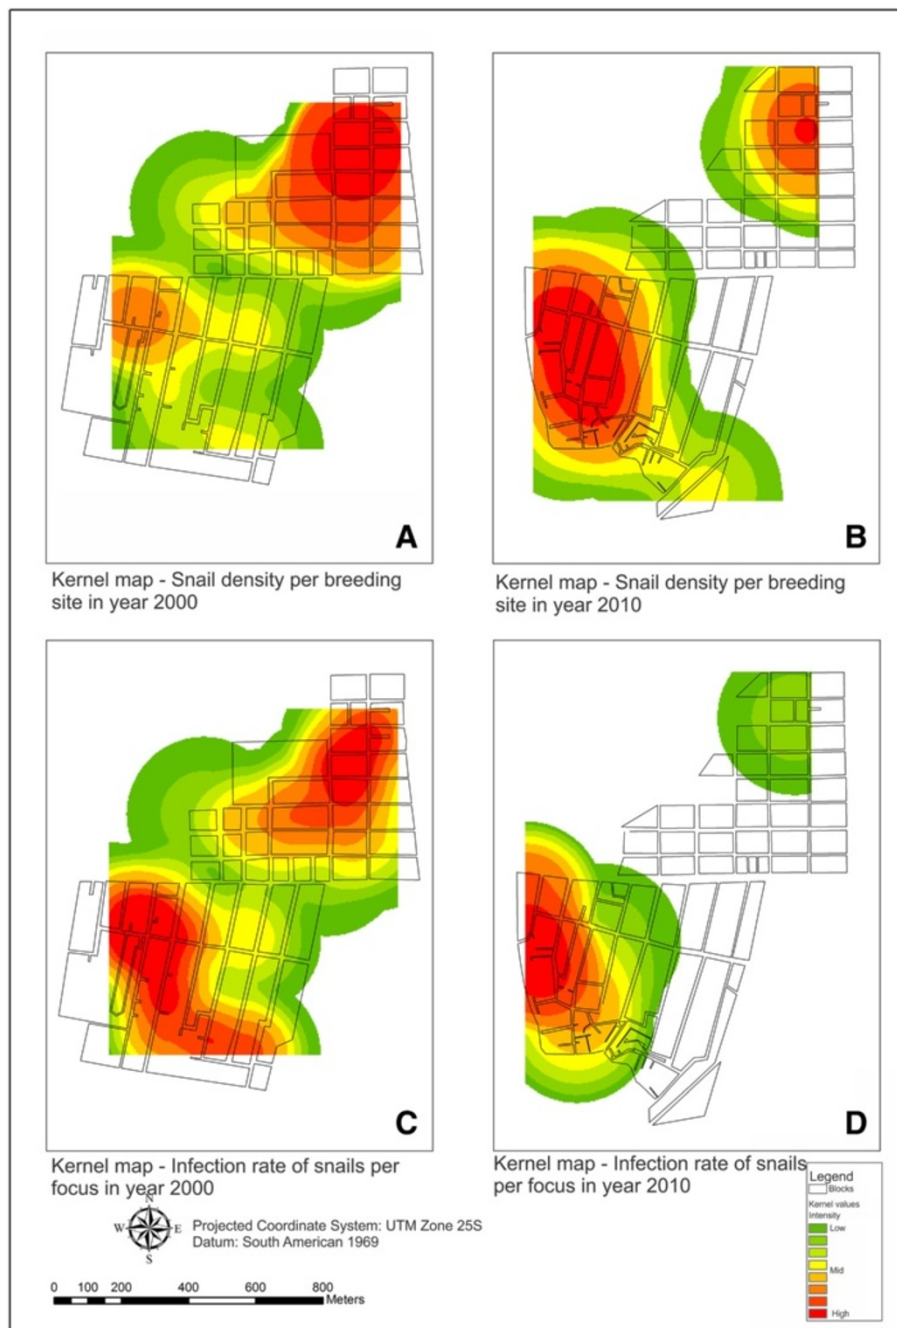 A
B
Kernel map - Snail density per breeding
site in year 2000
Kernel map - Snail density per breeding
site in year 2010
C
D
Kernel map - Infection rate of snails per
focus in year 2000
Kernel map - Infection rate of snails
per focus in year 2010
N
W
E
S
Projected Coordinate System: UTM Zone 25S
Datum: South American 1969
0 100 200 400 600 800
Meters
Legend
Blocks
Kernel values
Intensity
Low
Mid
High